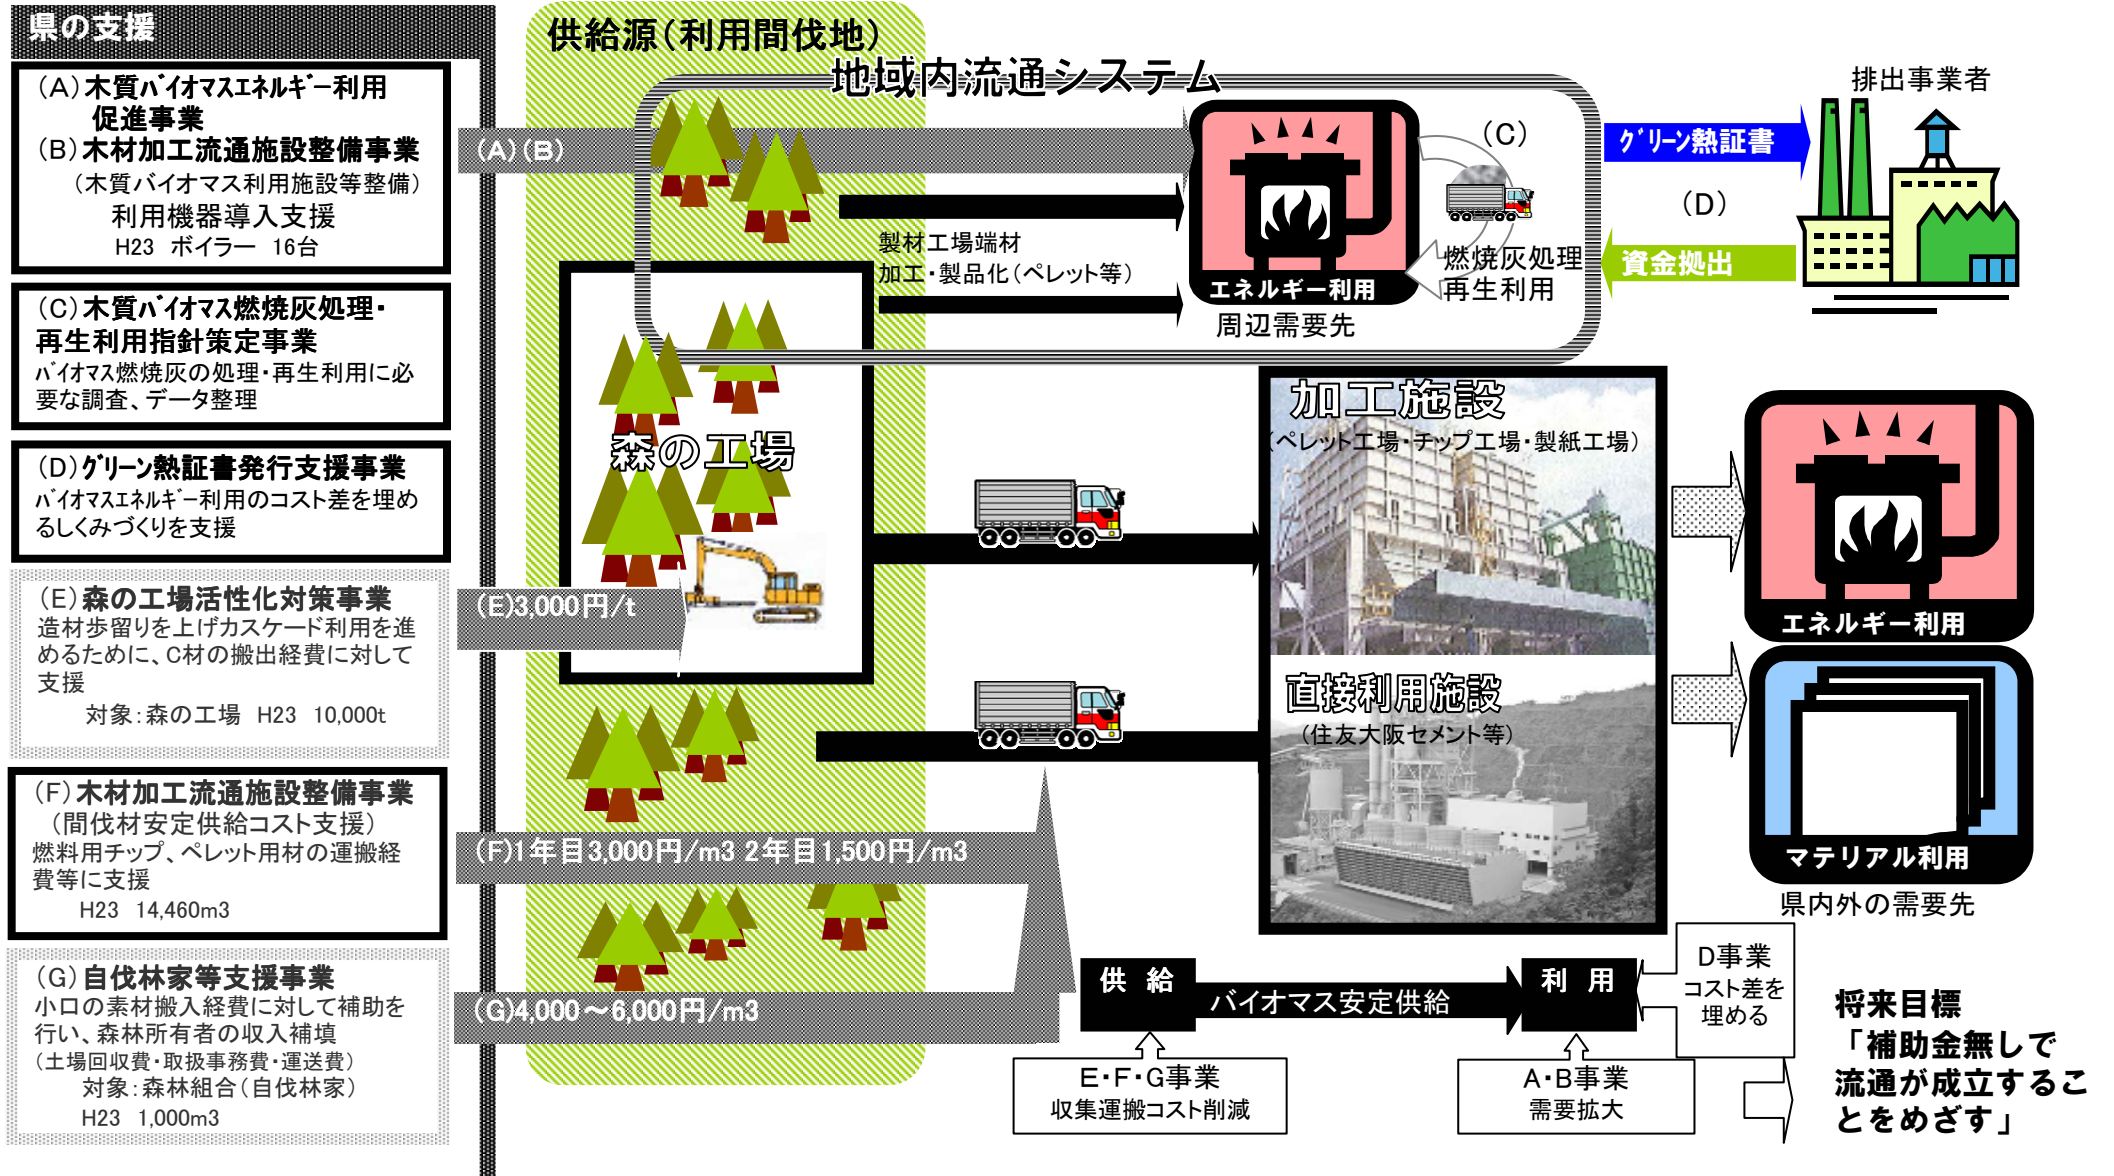 県の支援
(A)木質バイオマスエネルギー利用
促進事業
(B)木材加工流通施設整備事業
(木質バイオマス利用施設等整備)
利用機器導入支援
H23 ボイラー 16台
(C)木質バイオマス燃焼灰処理・
再生利用指針策定事業
バイオマス燃焼灰の処理・再生利用に必
要な調査、データ整理
(D)グリーン熱証書発行支援事業
バイオマスエネルギー利用のコスト差を埋め
るしくみづくりを支援
(E)森の工場活性化対策事業
造材歩留りを上げカスケード利用を進
めるために、C材の搬出経費に対して
支援
対象:森の工場 H23 10,000t
(F)木材加工流通施設整備事業
(間伐材安定供給コスト支援)
燃料用チップ、ペレット用材の運搬経
費等に支援
H23 14,460m3
(G)自伐林家等支援事業
小口の素材搬入経費に対して補助を
行い、森林所有者の収入補填
(土場回収費・取扱事務費・運送費)
対象:森林組合(自伐林家)
H23 1,000m3
供給源(利用間伐地)
地域内流通システム
(A)(B)
製材工場端材
加工・製品化(ペレット等)
エネルギー利用
周辺需要先
(C)
燃焼灰処理
再生利用
グリーン熱証書
(D)
資金拠出
排出事業者
森の工場
(E)3,000円/t
加工施設
(ペレット工場・チップ工場・製紙工場)
直接利用施設
(住友大阪セメント等)
エネルギー利用
マテリアル利用
県内外の需要先
(F)1年目3,000円/m3 2年目1,500円/m3
(G)4,000～6,000円/m3
供 給
バイオマス安定供給
利 用
D事業
コスト差を
埋める
E・F・G事業
収集運搬コスト削減
A・B事業
需要拡大
将来目標
「補助金無しで
流通が成立するこ
とをめざす」